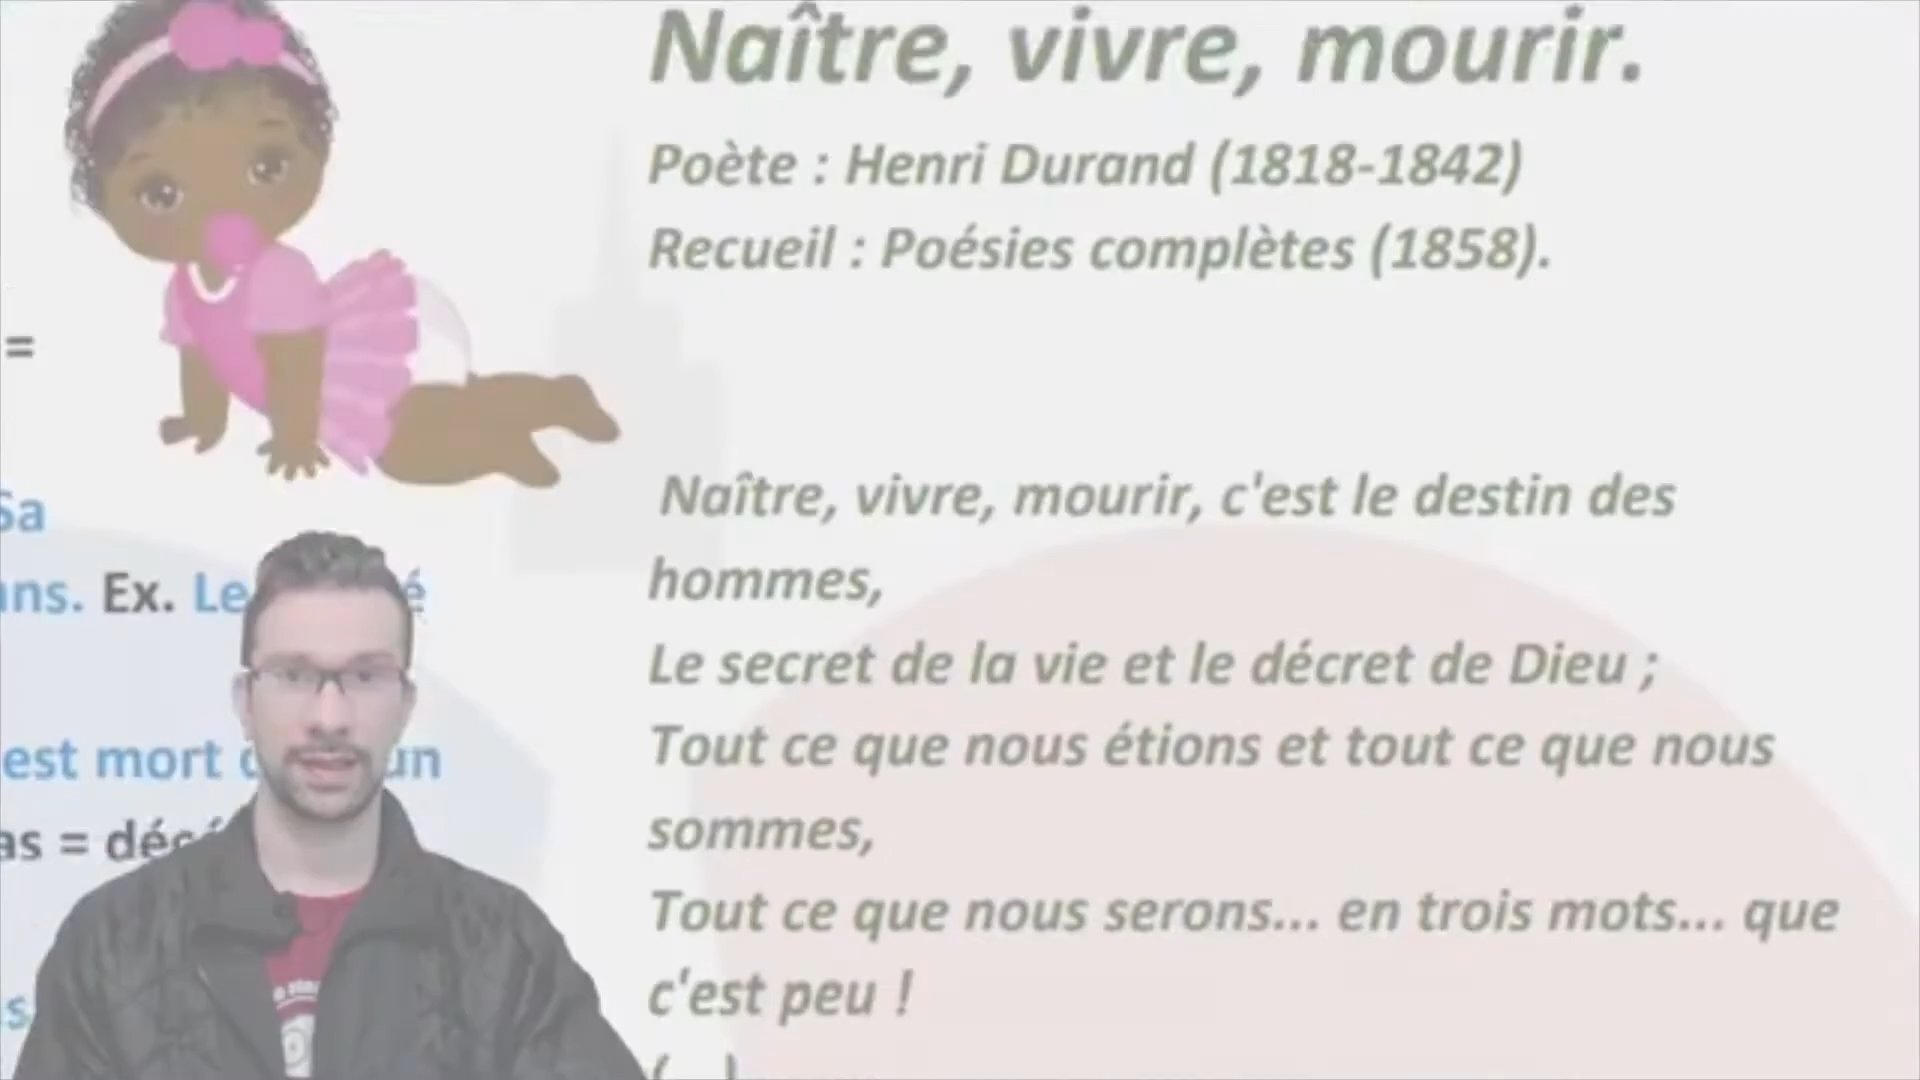 Naître, vivre, mourir.
Poète : Henri Durand (1818-1842)
Recueil : Poésies complètes (1858).
=
Naître, vivre, mourir, c'est le destin des
hommes,
Le secret de la vie et le décret de Dieu ;
Tout ce que nous étions et tout ce que nous
sommes,
Tout ce que nous serons... en trois mots... que
c'est peu !
Sa
ans. Ex. Le
est mort un
as =